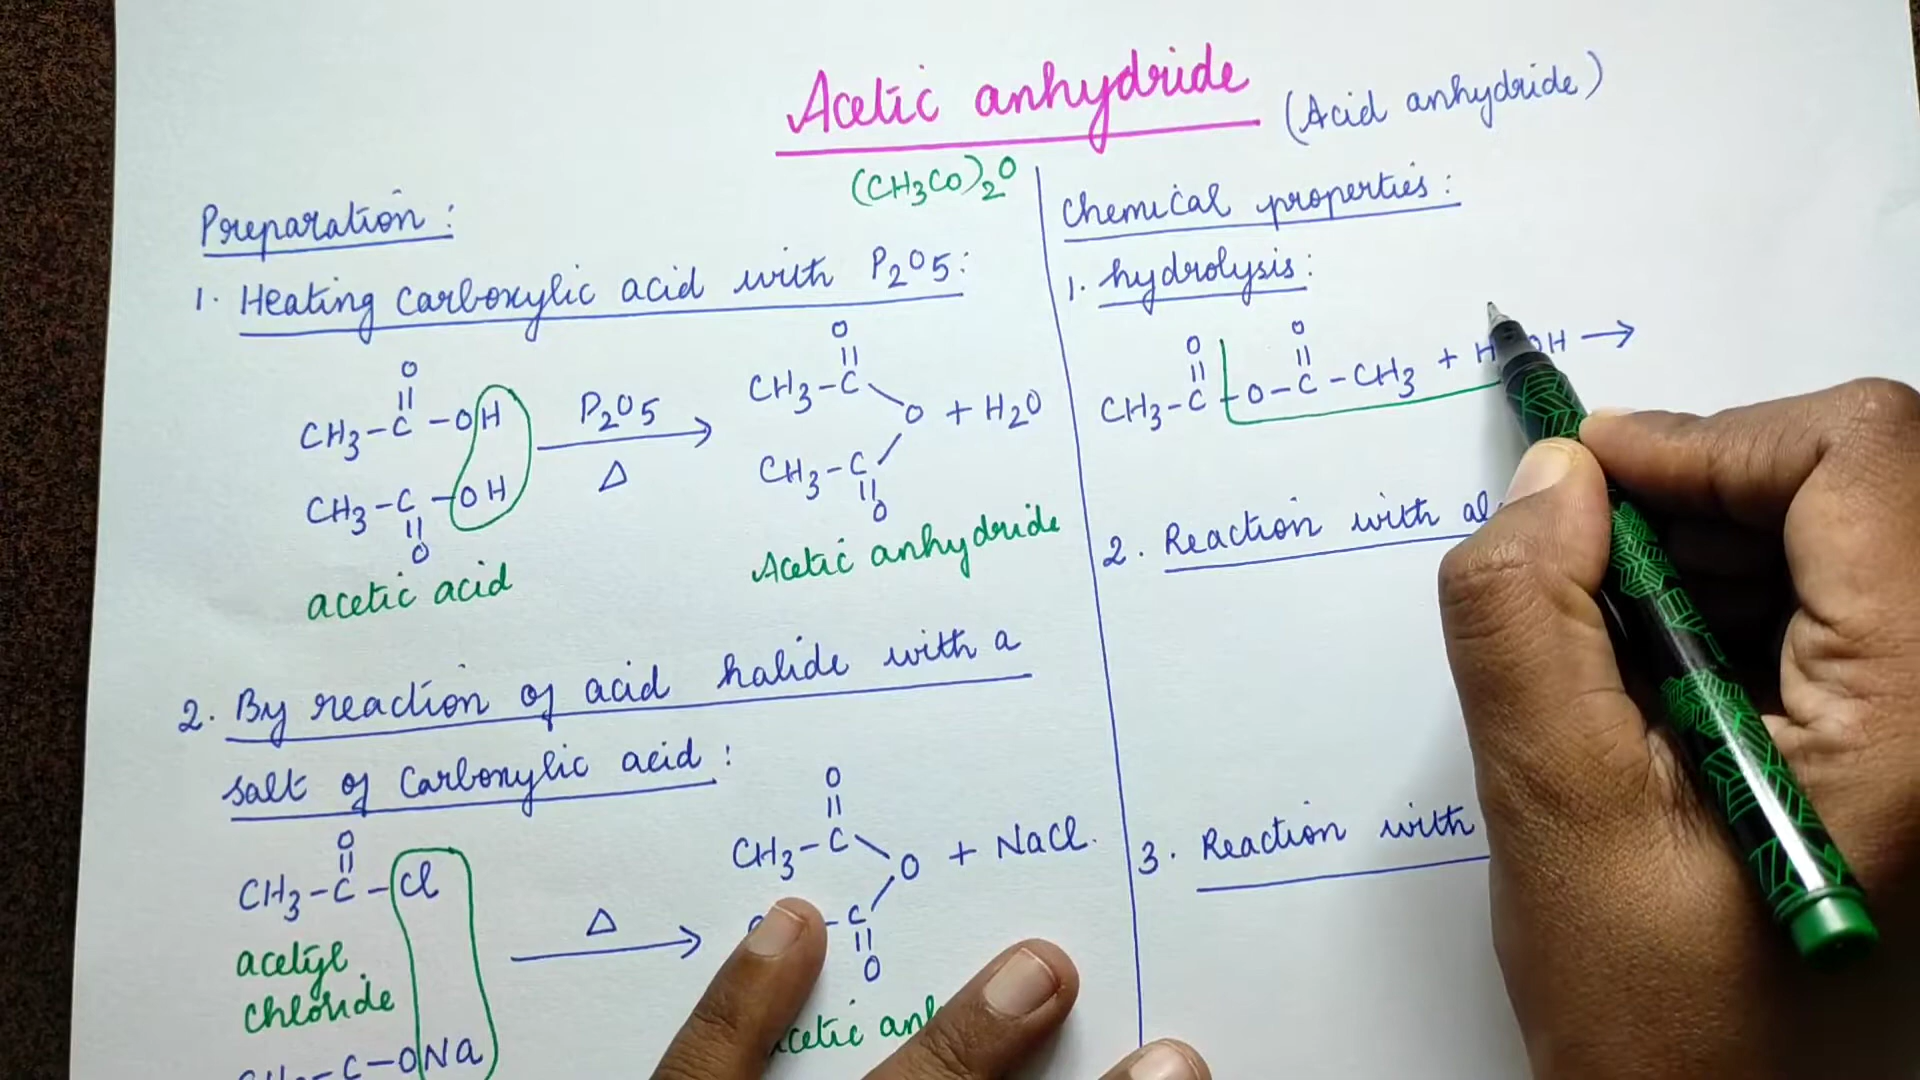 Acetic anhydride (Acid anhydride)
(CH3CO)2O
Preparation :
1. Heating carboxylic acid with P2O5:
O
||
CH3-C-OH
CH3-C-OH
||
O
acetic acid
P2O5
Δ
O
||
CH3-C
O + H2O
CH3-C
||
O
Acetic anhydride
2. By reaction of acid halide with a
salt of carboxylic acid :
O
||
CH3-C-Cl
acetyl
chloride
-C-ONa
Δ
O
||
CH3-C
O + NaCl.
-C
||
O
Chemical properties :
1. hydrolysis :
O O
|| ||
CH3-C-O-C-CH3 + H OH →
2. Reaction with
3. Reaction with